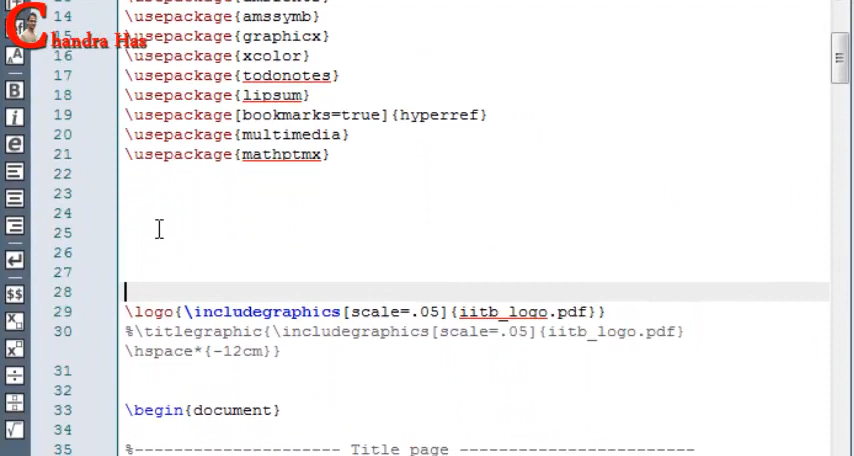 Chandra Has
14 \usepackage{amssymb}
15 \usepackage{graphicx}
16 \usepackage{xcolor}
17 \usepackage{todonotes}
18 \usepackage{lipsum}
19 \usepackage[bookmarks=true]{hyperref}
20 \usepackage{multimedia}
21 \usepackage{mathptmx}
22
23
24
25
26
27
28
29 \logo{\includegraphics[scale=.05]{iitb_logo.pdf}}
30 %\titlegraphic{\includegraphics[scale=.05]{iitb_logo.pdf}
\hspace*{-12cm}}
31
32
33 \begin{document}
34
35 %--------------------- Title page ------------------------